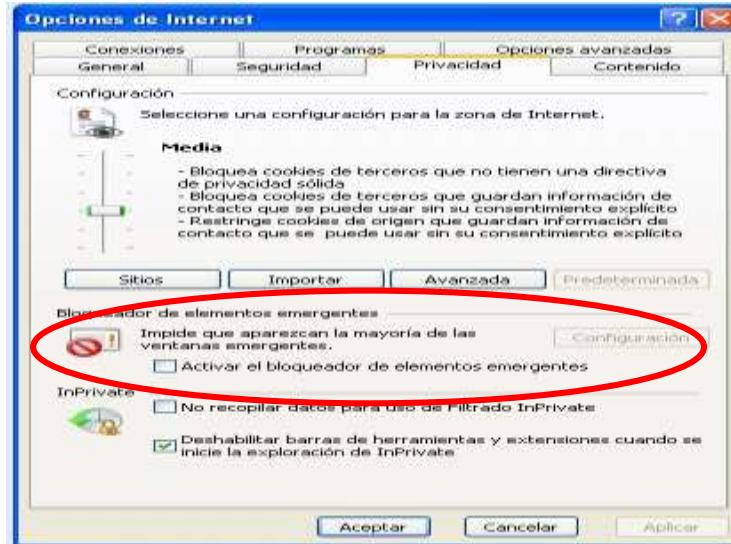 Opciones de Internet
Conexiones Programas Opciones avanzadas
General Seguridad Privacidad Contenido
Configuración
Seleccione una configuración para la zona de Internet.
Media
- Bloquea cookies de terceros que no tienen una directiva
de privacidad sólida
- Bloquea cookies de terceros que guardan información de
contacto que se puede usar sin su consentimiento explícito
- Restringe cookies de origen que guardan información de
contacto que se puede usar sin su consentimiento explícito
Sitios Importar Avanzada Predeterminada
Bloqueador de elementos emergentes
Impide que aparezcan la mayoría de las
ventanas emergentes.
Configuración
Activar el bloqueador de elementos emergentes
InPrivate
No recopilar datos para uso de Filtrado InPrivate
Deshabilitar barras de herramientas y extensiones cuando se
inicie la exploración de InPrivate
Aceptar Cancelar Aplicar